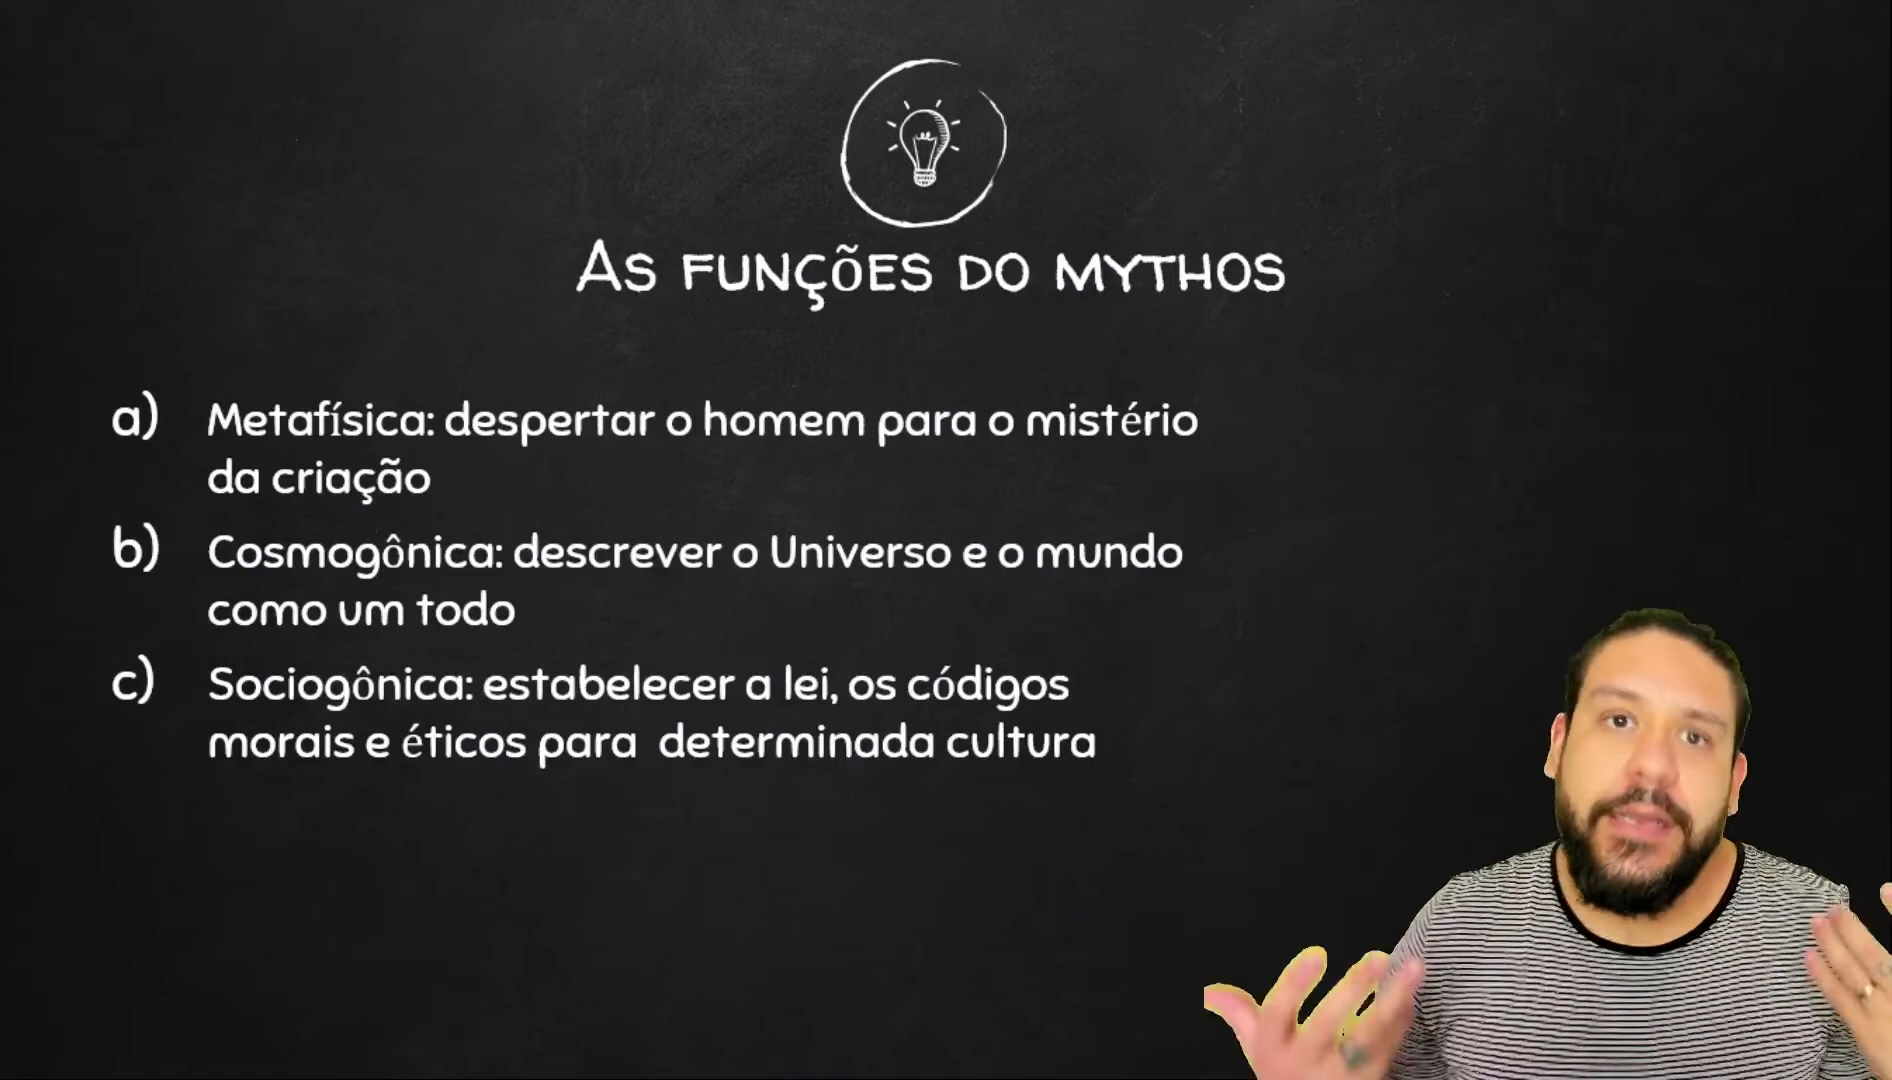 As funções do mythos
a) Metafísica: despertar o homem para o mistério
da criação
b) Cosmogônica: descrever o Universo e o mundo
como um todo
c) Sociogônica: estabelecer a lei, os códigos
morais e éticos para  determinada cultura